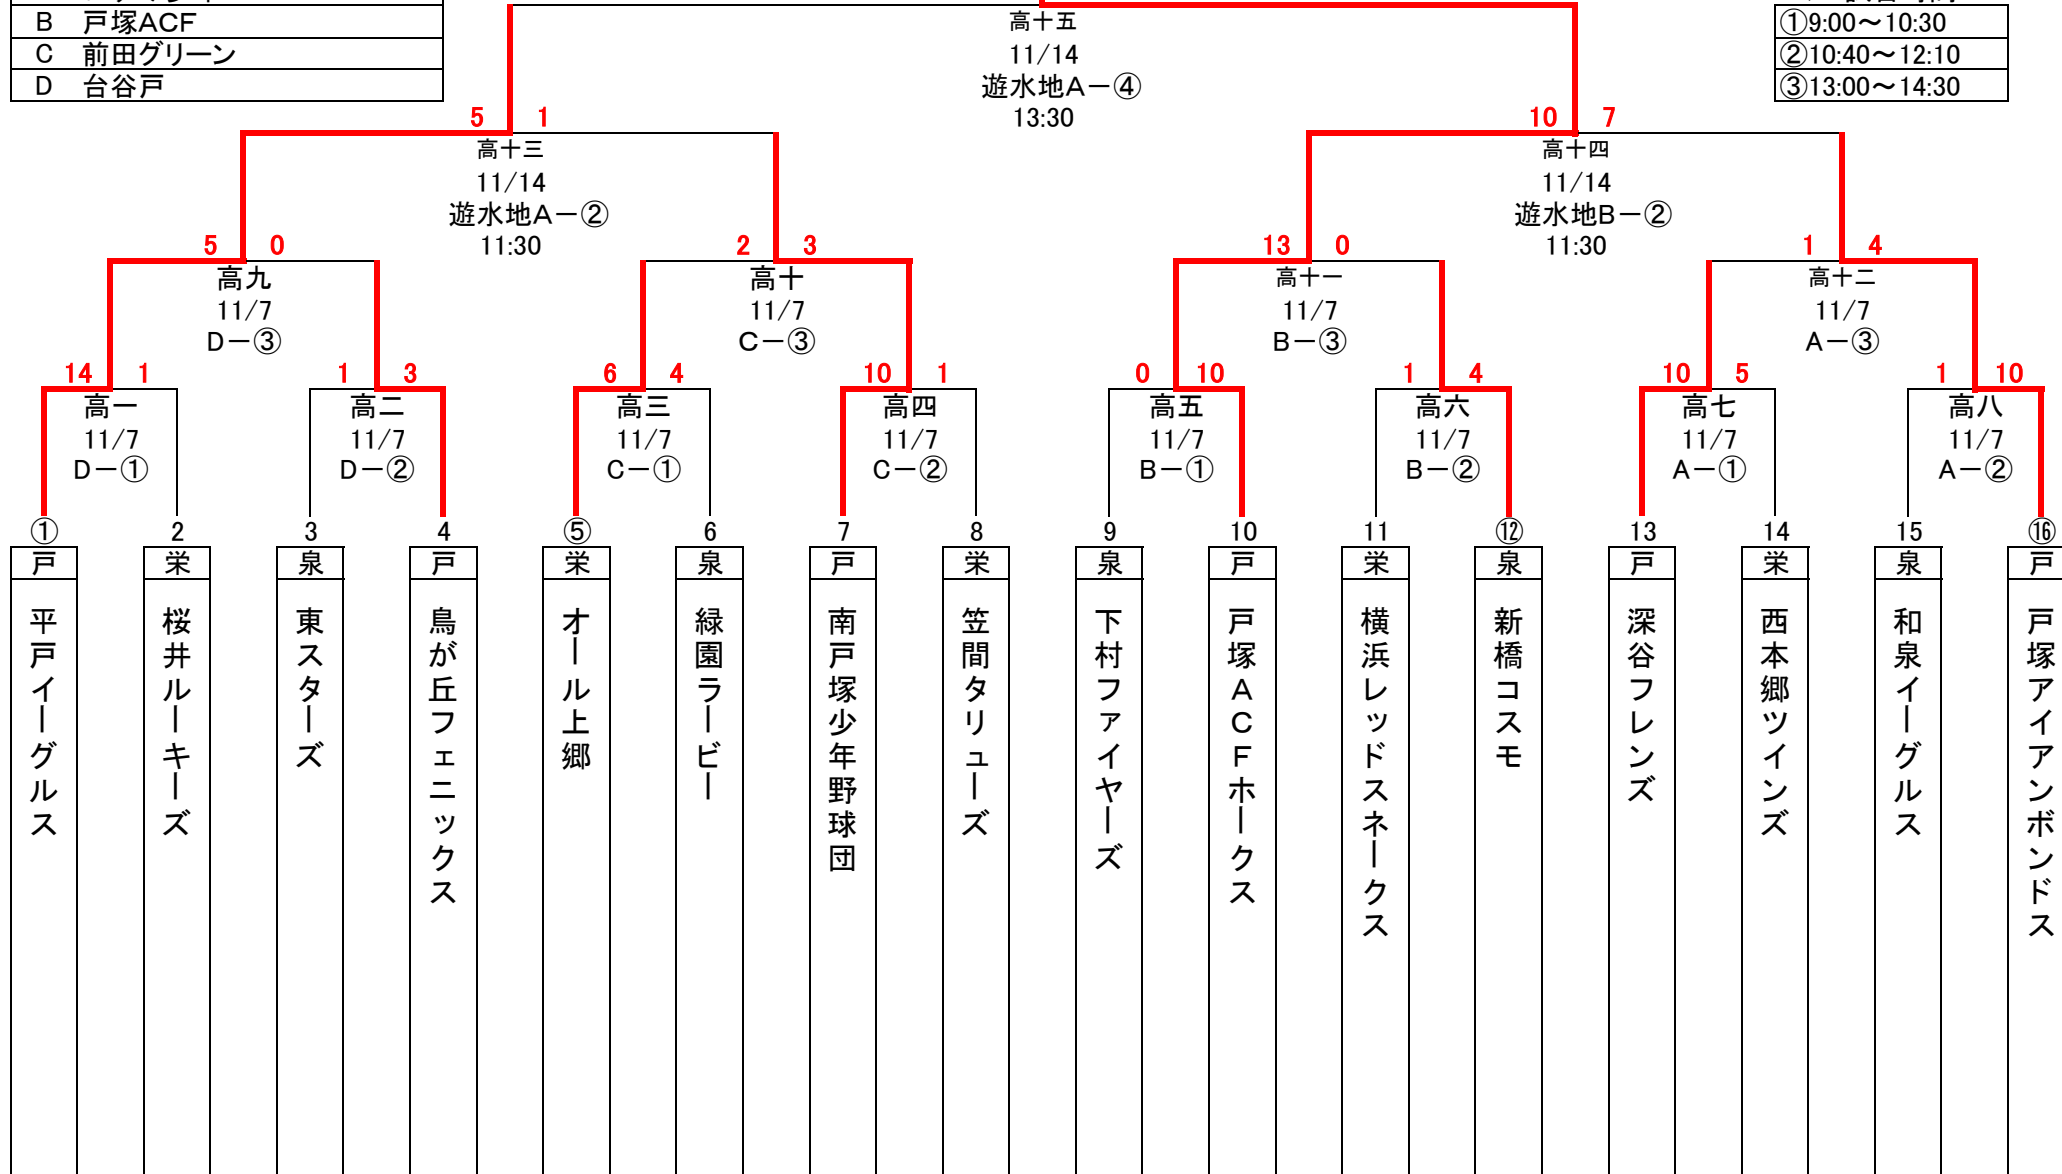 B 戸塚ACF
C 前田グリーン
D 台谷戸
①9:00～10:30
②10:40～12:10
③13:00～14:30
高十五
11/14
遊水地A－④
13:30
5 1
高十三
11/14
遊水地A－②
11:30
10 7
高十四
11/14
遊水地B－②
11:30
5 0
高九
11/7
D－③
2 3
高十
11/7
C－③
13 0
高十一
11/7
B－③
1 4
高十二
11/7
A－③
14 1
高一
11/7
D－①
1 3
高二
11/7
D－②
6 4
高三
11/7
C－①
10 1
高四
11/7
C－②
0 10
高五
11/7
B－①
1 4
高六
11/7
B－②
10 5
高七
11/7
A－①
1 10
高八
11/7
A－②
① 2 3 4 ⑤ 6 7 8 9 10 11 ⑫ 13 14 15 ⑯
戸 栄 泉 戸 栄 泉 戸 栄 泉 戸 栄 泉 戸 栄 泉 戸
平戸イーグルス
桜井ルーキーズ
東スターズ
鳥が丘フェニックス
オール上郷
緑園ラービー
南戸塚少年野球団
笠間タリューズ
下村ファイヤーズ
戸塚ACFホークス
横浜レッドスネークス
新橋コスモ
深谷フレンズ
西本郷ツインズ
和泉イーグルス
戸塚アイアンボンドス